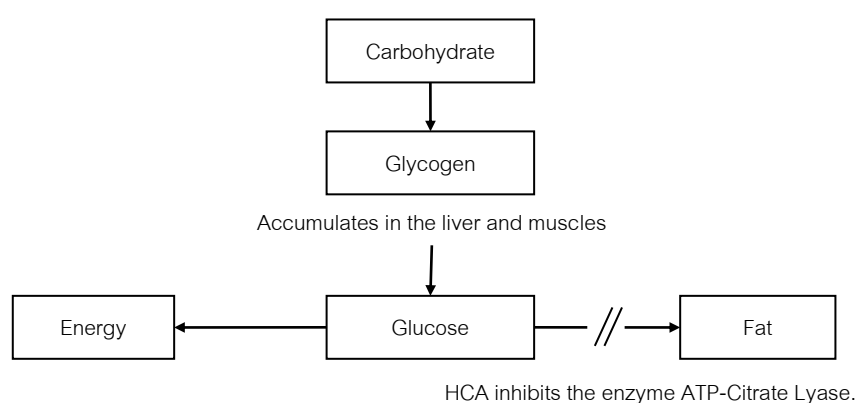 Carbohydrate
Glycogen
Accumulates in the liver and muscles
Energy
Glucose
Fat
HCA inhibits the enzyme ATP-Citrate Lyase.